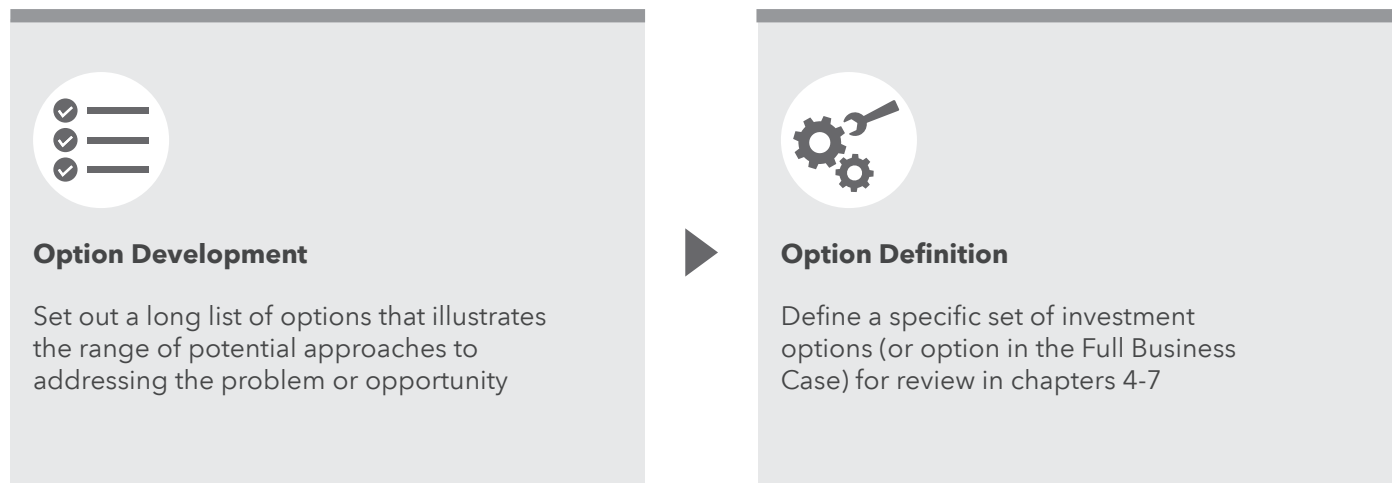 Option Development
Set out a long list of options that illustrates
the range of potential approaches to
addressing the problem or opportunity
Option Definition
Define a specific set of investment
options (or option in the Full Business
Case) for review in chapters 4-7